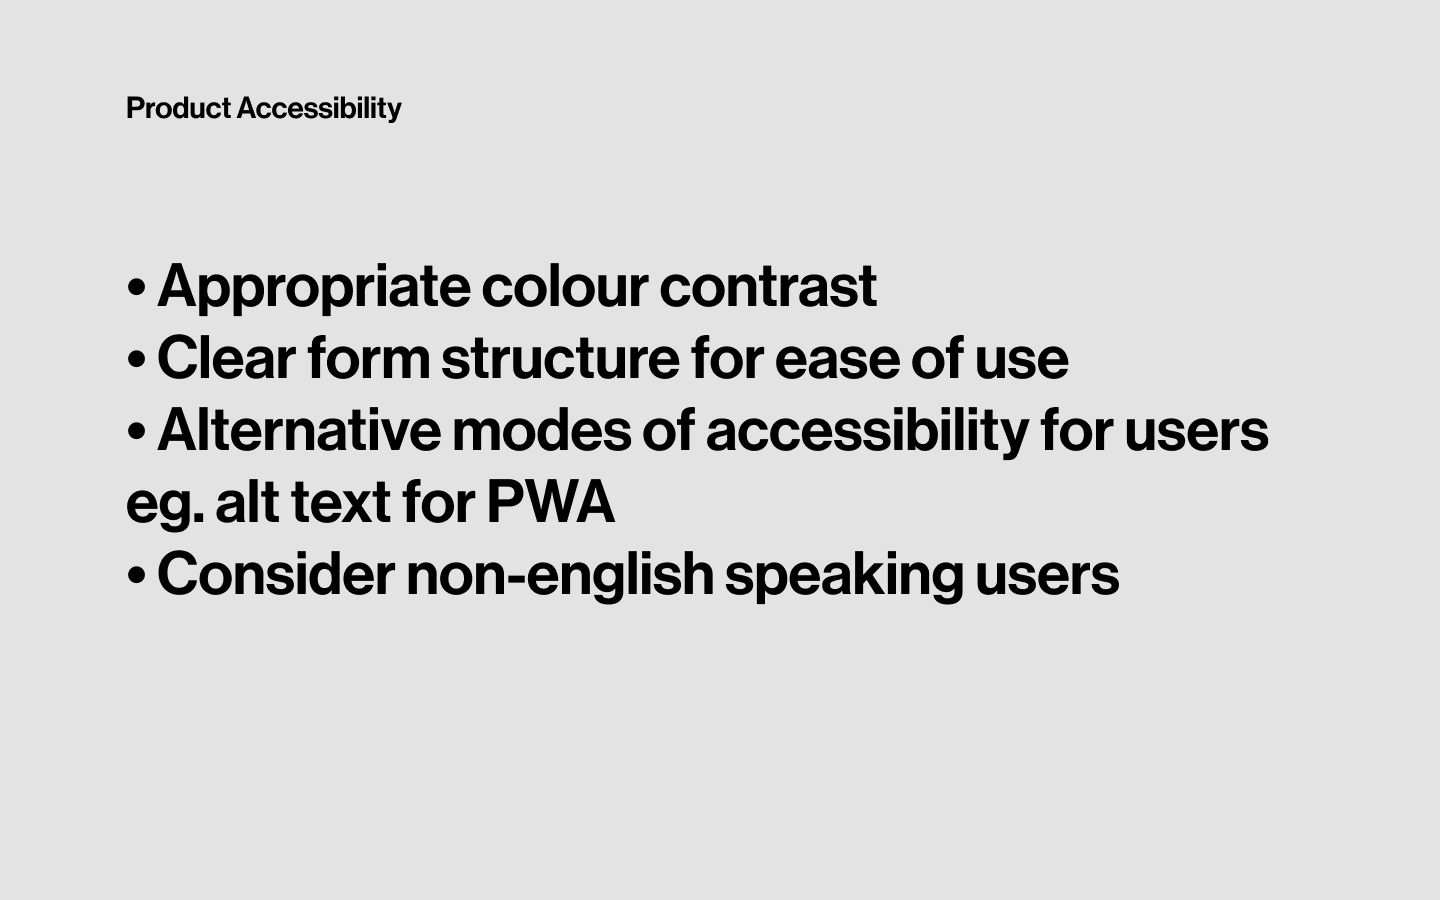 Product Accessibility
• Appropriate colour contrast
• Clear form structure for ease of use
• Alternative modes of accessibility for users
eg. alt text for PWA
• Consider non-english speaking users